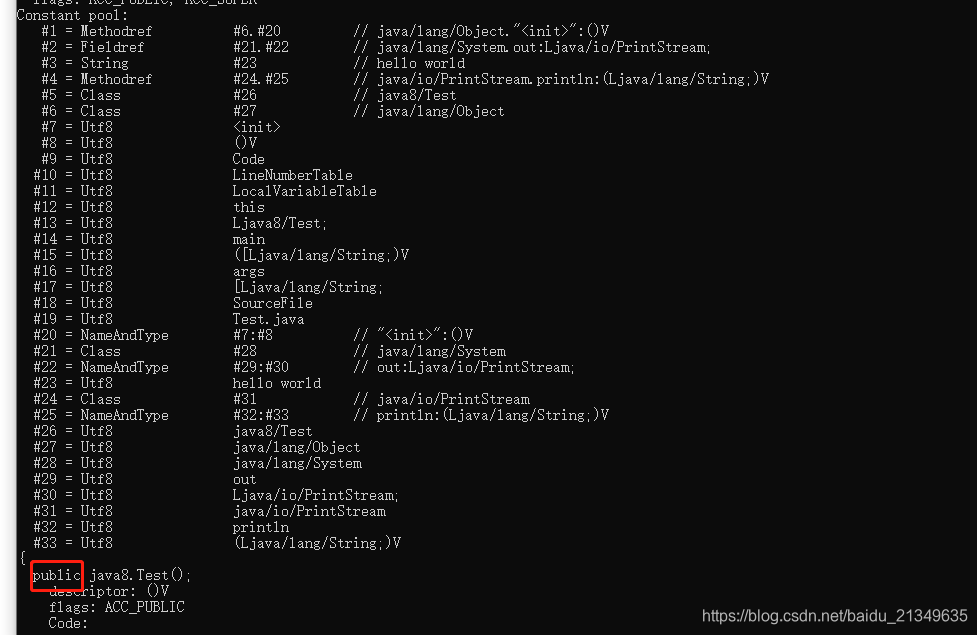 flags: ACC_PUBLIC, ACC_SUPER
Constant pool:
#1 = Methodref #6.#20 // java/lang/Object."<init>":()V
#2 = Fieldref #21.#22 // java/lang/System.out:Ljava/io/PrintStream;
#3 = String #23 // hello world
#4 = Methodref #24.#25 // java/io/PrintStream.println:(Ljava/lang/String;)V
#5 = Class #26 // java8/Test
#6 = Class #27 // java/lang/Object
#7 = Utf8 <init>
#8 = Utf8 ()V
#9 = Utf8 Code
#10 = Utf8 LineNumberTable
#11 = Utf8 LocalVariableTable
#12 = Utf8 this
#13 = Utf8 Ljava8/Test;
#14 = Utf8 main
#15 = Utf8 ([Ljava/lang/String;)V
#16 = Utf8 args
#17 = Utf8 [Ljava/lang/String;
#18 = Utf8 SourceFile
#19 = Utf8 Test.java
#20 = NameAndType #7:#8 // "<init>":()V
#21 = Class #28 // java/lang/System
#22 = NameAndType #29:#30 // out:Ljava/io/PrintStream;
#23 = Utf8 hello world
#24 = Class #31 // java/io/PrintStream
#25 = NameAndType #32:#33 // println:(Ljava/lang/String;)V
#26 = Utf8 java8/Test
#27 = Utf8 java/lang/Object
#28 = Utf8 java/lang/System
#29 = Utf8 out
#30 = Utf8 Ljava/io/PrintStream;
#31 = Utf8 java/io/PrintStream
#32 = Utf8 println
#33 = Utf8 (Ljava/lang/String;)V
{
public java8.Test();
descriptor: ()V
flags: ACC_PUBLIC
Code:
https://blog.csdn.net/baidu_21349635